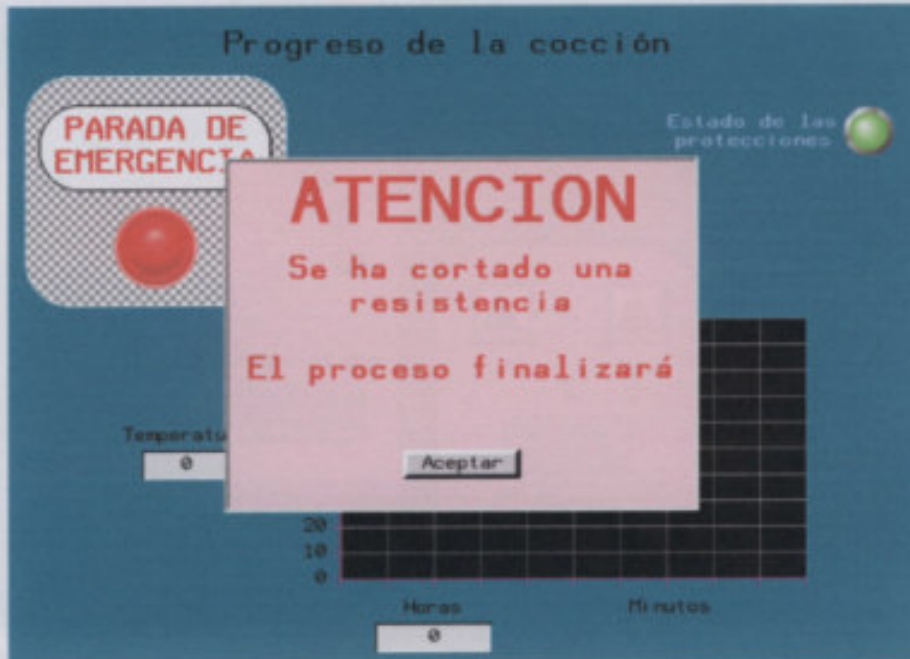 Progreso de la cocción
PARADA DE
EMERGENCIA
Estado de las
protecciones
ATENCION
Se ha cortado una
resistencia
El proceso finalizará
Aceptar
Temperatu
0
20
10
0
Horas
Minutos
0